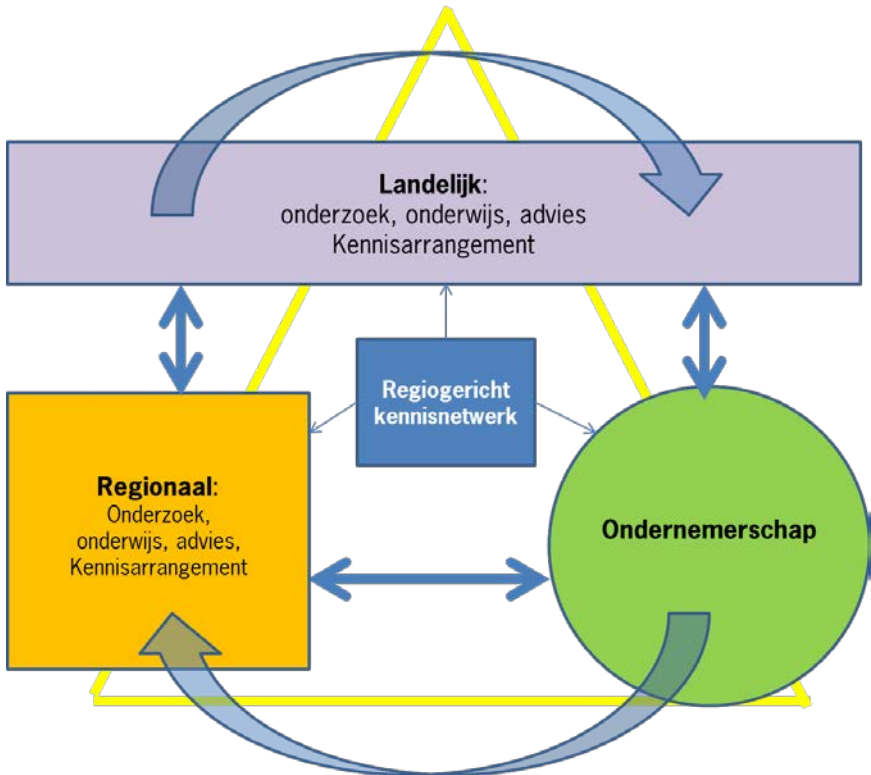 Landelijk:
onderzoek, onderwijs, advies
Kennisarrangement
Regiogericht
kennisnetwerk
Regionaal:
Onderzoek,
onderwijs, advies,
Kennisarrangement
Ondernemerschap